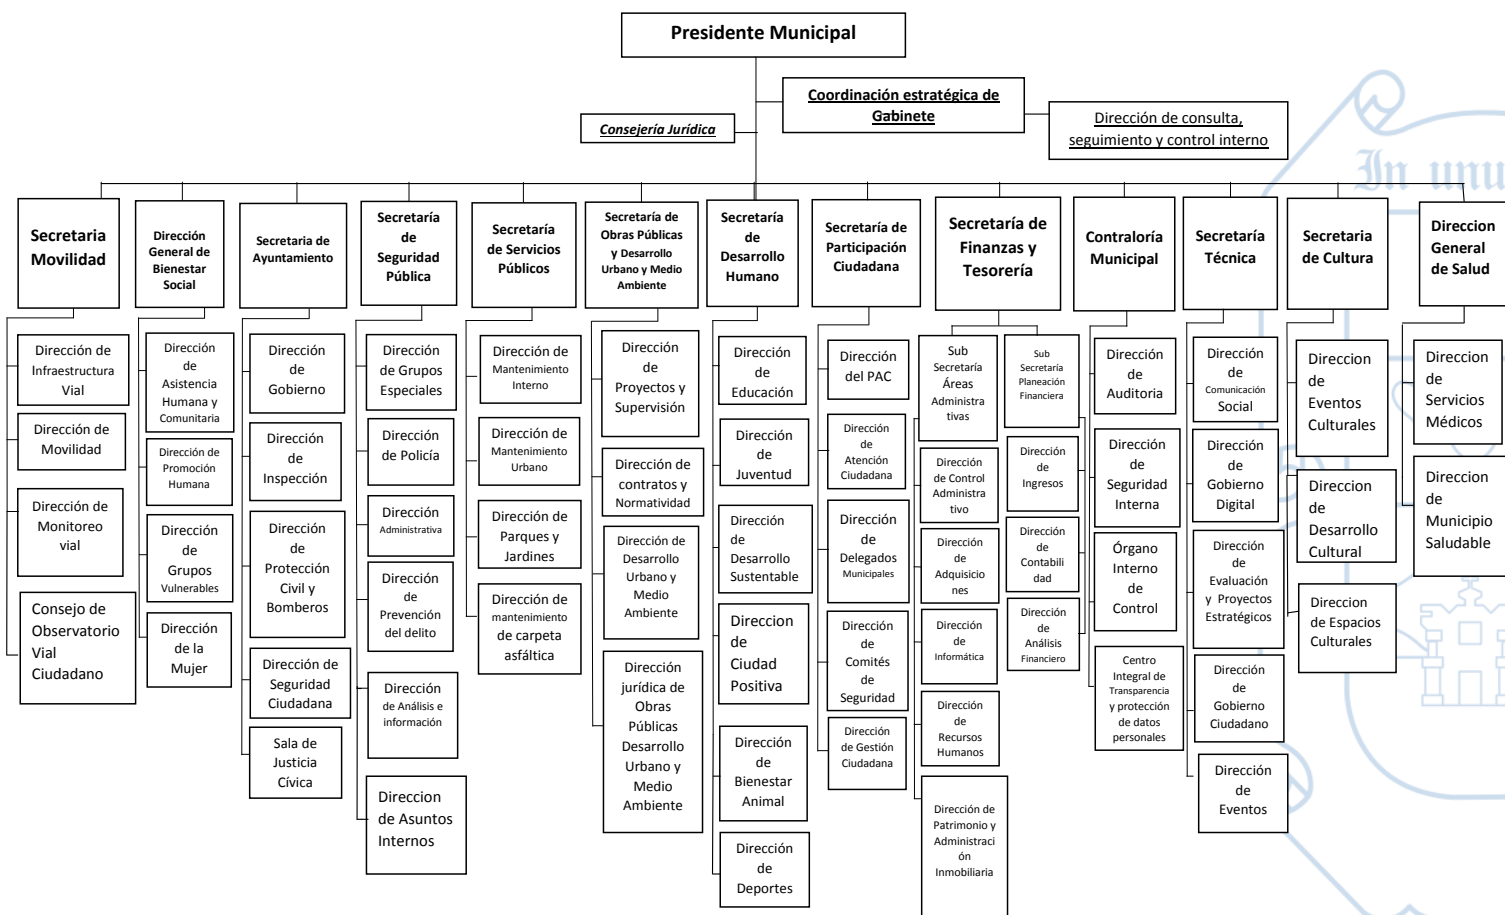 Presidente Municipal
Coordinación estratégica de
Gabinete
Consejería Jurídica
Dirección de consulta,
seguimiento y control interno
In unu
Secretaria
Movilidad
Dirección de
Infraestructura
Vial
Dirección de
Movilidad
Dirección de
Monitoreo
vial
Consejo de
Observatorio
Vial
Ciudadano
Dirección
General de
Bienestar
Social
Dirección
de
Asistencia
Humana y
Comunitaria
Dirección de
Promoción
Humana
Dirección
de
Grupos
Vulnerables
Dirección
de la
Mujer
Secretaria de
Ayuntamiento
Dirección
de
Gobierno
Dirección
de
Inspección
Dirección
de
Protección
Civil y
Bomberos
Dirección de
Seguridad
Ciudadana
Sala de
Justicia
Cívica
Secretaría
de
Seguridad
Pública
Dirección
de Grupos
Especiales
Dirección
de Policía
Dirección
Administrativa
Dirección
de
Prevención
del delito
Dirección
de Análisis e
información
Direccion
de Asuntos
Internos
Secretaría
de Servicios
Públicos
Dirección de
Mantenimiento
Interno
Dirección de
Mantenimiento
Urbano
Dirección de
Parques y
Jardines
Dirección de
mantenimiento
de carpeta
asfáltica
Secretaría de
Obras Públicas
y Desarrollo
Urbano y Medio
Ambiente
Dirección
de
Proyectos y
Supervisión
Dirección de
contratos y
Normatividad
Dirección
de Desarrollo
Urbano y
Medio
Ambiente
Dirección
jurídica de
Obras
Públicas
Desarrollo
Urbano y
Medio
Ambiente
Secretaría
de
Desarrollo
Humano
Dirección
de
Educación
Dirección
de
Juventud
Dirección
de
Desarrollo
Sustentable
Direccion
de
Ciudad
Positiva
Dirección
de
Bienestar
Animal
Dirección
de
Deportes
Secretaría de
Participación
Ciudadana
Dirección
del PAC
Dirección
de
Atención
Ciudadana
Dirección
de
Delegados
Municipales
Dirección
de
Comités
de
Seguridad
Dirección
de Gestión
Ciudadana
Secretaría de
Finanzas y
Tesorería
Sub
Secretaría
Áreas
Administra
tivas
Dirección
de Control
Administra
tivo
Dirección
de
Adquisicio
nes
Dirección
de
Informática
Dirección
de
Recursos
Humanos
Dirección de
Patrimonio y
Administraci
ón
Inmobiliaria
Sub
Secretaría
Planeación
Financiera
Dirección
de
Ingresos
Dirección
de
Contabili
dad
Dirección
de
Análisis
Financiero
Contraloría
Municipal
Dirección
de
Auditoria
Dirección
de
Seguridad
Interna
Órgano
Interno
de
Control
Centro
Integral de
Transparencia
y protección
de datos
personales
Secretaría
Técnica
Dirección
de
Comunicación
Social
Dirección
de
Gobierno
Digital
Dirección
de
Evaluación
y Proyectos
Estratégicos
Dirección
de
Gobierno
Ciudadano
Dirección
de
Eventos
Secretaria
de Cultura
Direccion
de
Eventos
Culturales
Direccion
de
Desarrollo
Cultural
Direccion
de Espacios
Culturales
Direccion
General
de Salud
Direccion
de
Servicios
Médicos
Direccion
de
Municipio
Saludable